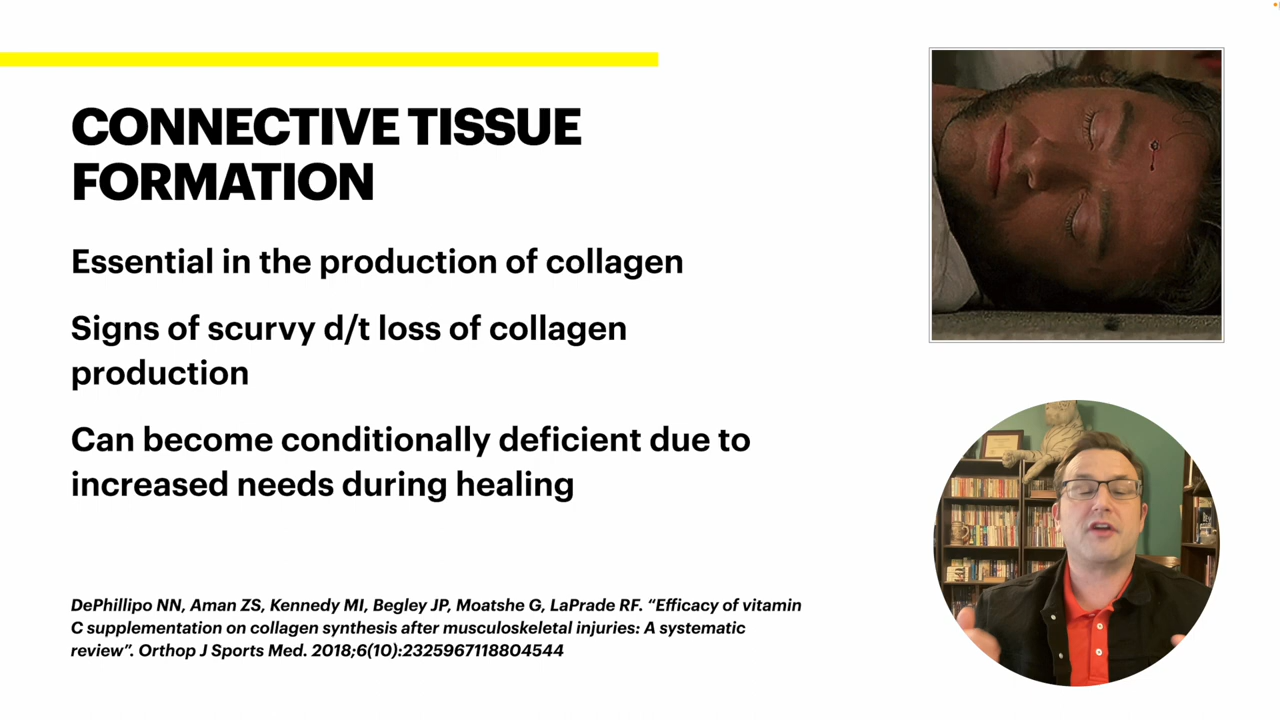 CONNECTIVE TISSUE
FORMATION
Essential in the production of collagen
Signs of scurvy d/t loss of collagen
production
Can become conditionally deficient due to
increased needs during healing
DePhillipo NN, Aman ZS, Kennedy MI, Begley JP, Moatshe G, LaPrade RF. “Efficacy of vitamin
C supplementation on collagen synthesis after musculoskeletal injuries: A systematic
review”. Orthop J Sports Med. 2018;6(10):2325967118804544